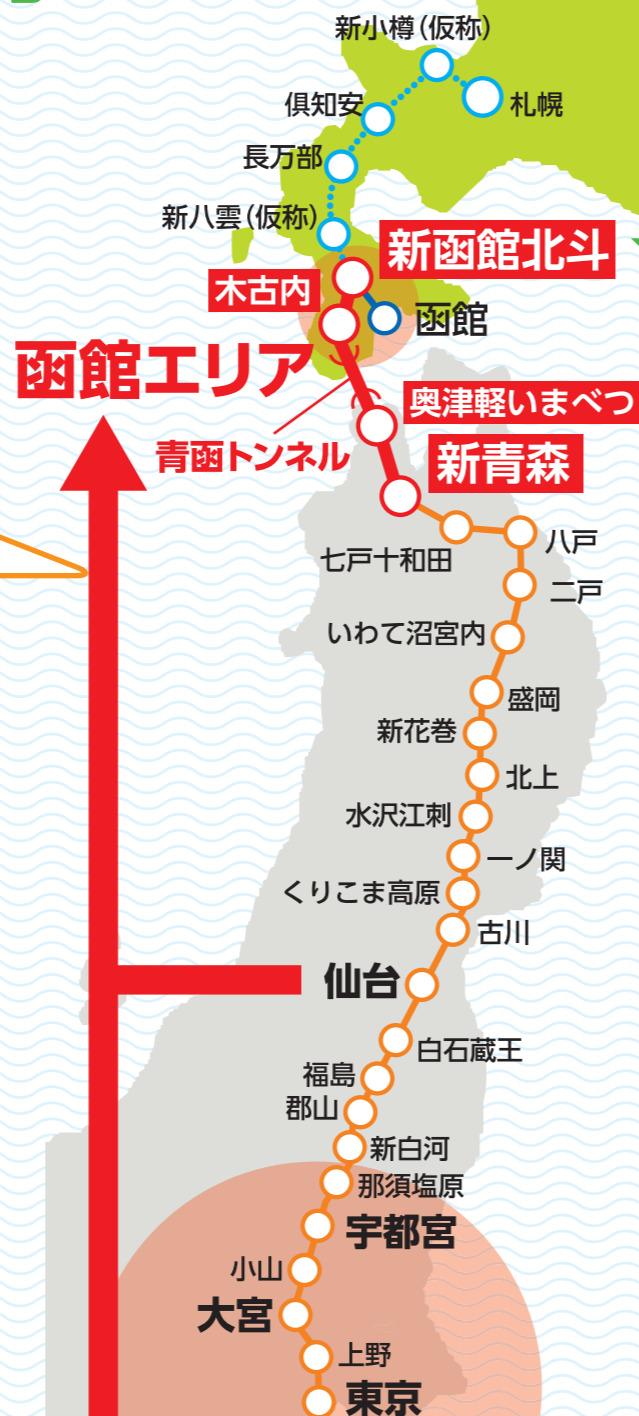 新小樽(仮称)
倶知安
札幌
長万部
新八雲(仮称)
新函館北斗
木古内
函館
函館エリア
奥津軽いまべつ
青函トンネル
新青森
七戸十和田
八戸
二戸
いわて沼宮内
盛岡
新花巻
北上
水沢江刺
一ノ関
くりこま高原
古川
仙台
白石蔵王
福島
郡山
新白河
那須塩原
宇都宮
小山
大宮
上野
東京